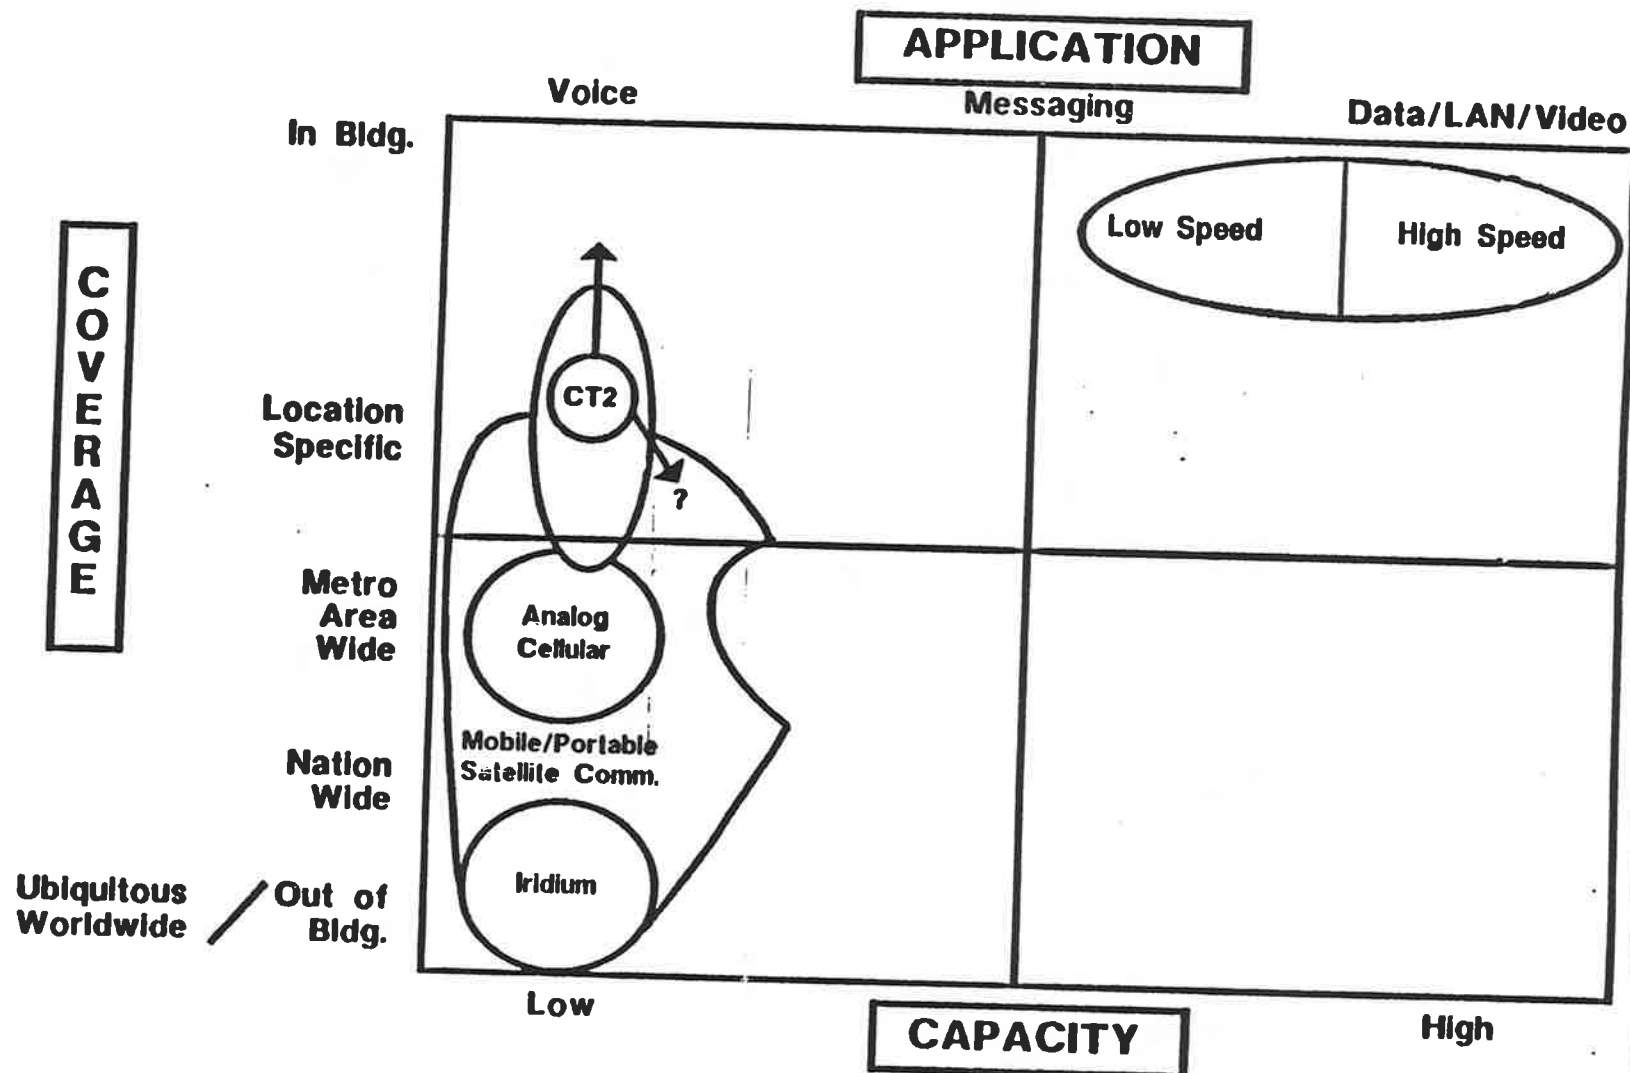 APPLICATION
Voice
Messaging
Data/LAN/Video
In Bldg.
Low Speed
High Speed
COVERAGE
CT2
Location
Specific
?
Metro
Area
Wide
Analog
Cellular
Mobile/Portable
Satellite Comm.
Nation
Wide
Ubiquitous
Worldwide
/
Out of
Bldg.
Iridium
Low
CAPACITY
High